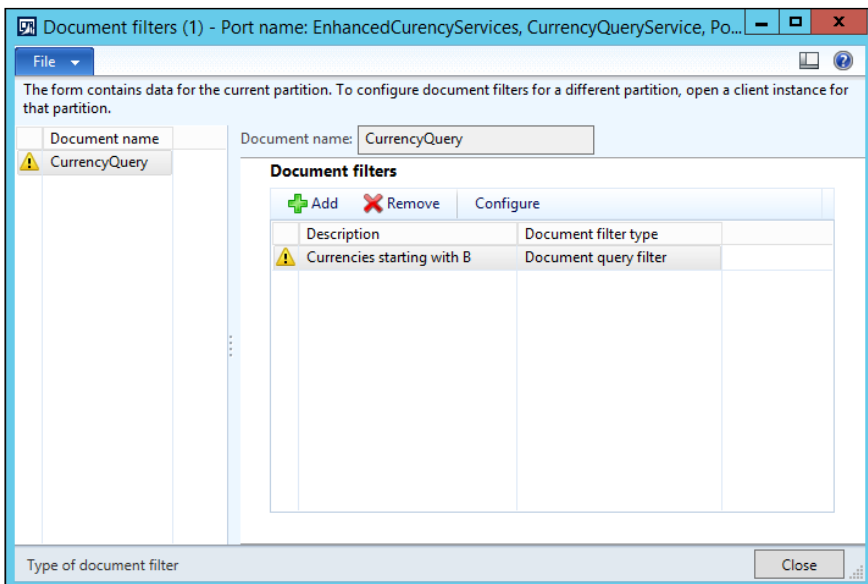 Document filters (1) - Port name: EnhancedCurencyServices, CurrencyQueryService, Po...
File
The form contains data for the current partition. To configure document filters for a different partition, open a client instance for
that partition.
Document name
CurrencyQuery
Document name: CurrencyQuery
Document filters
Add Remove Configure
Description Document filter type
Currencies starting with B Document query filter
Type of document filter Close